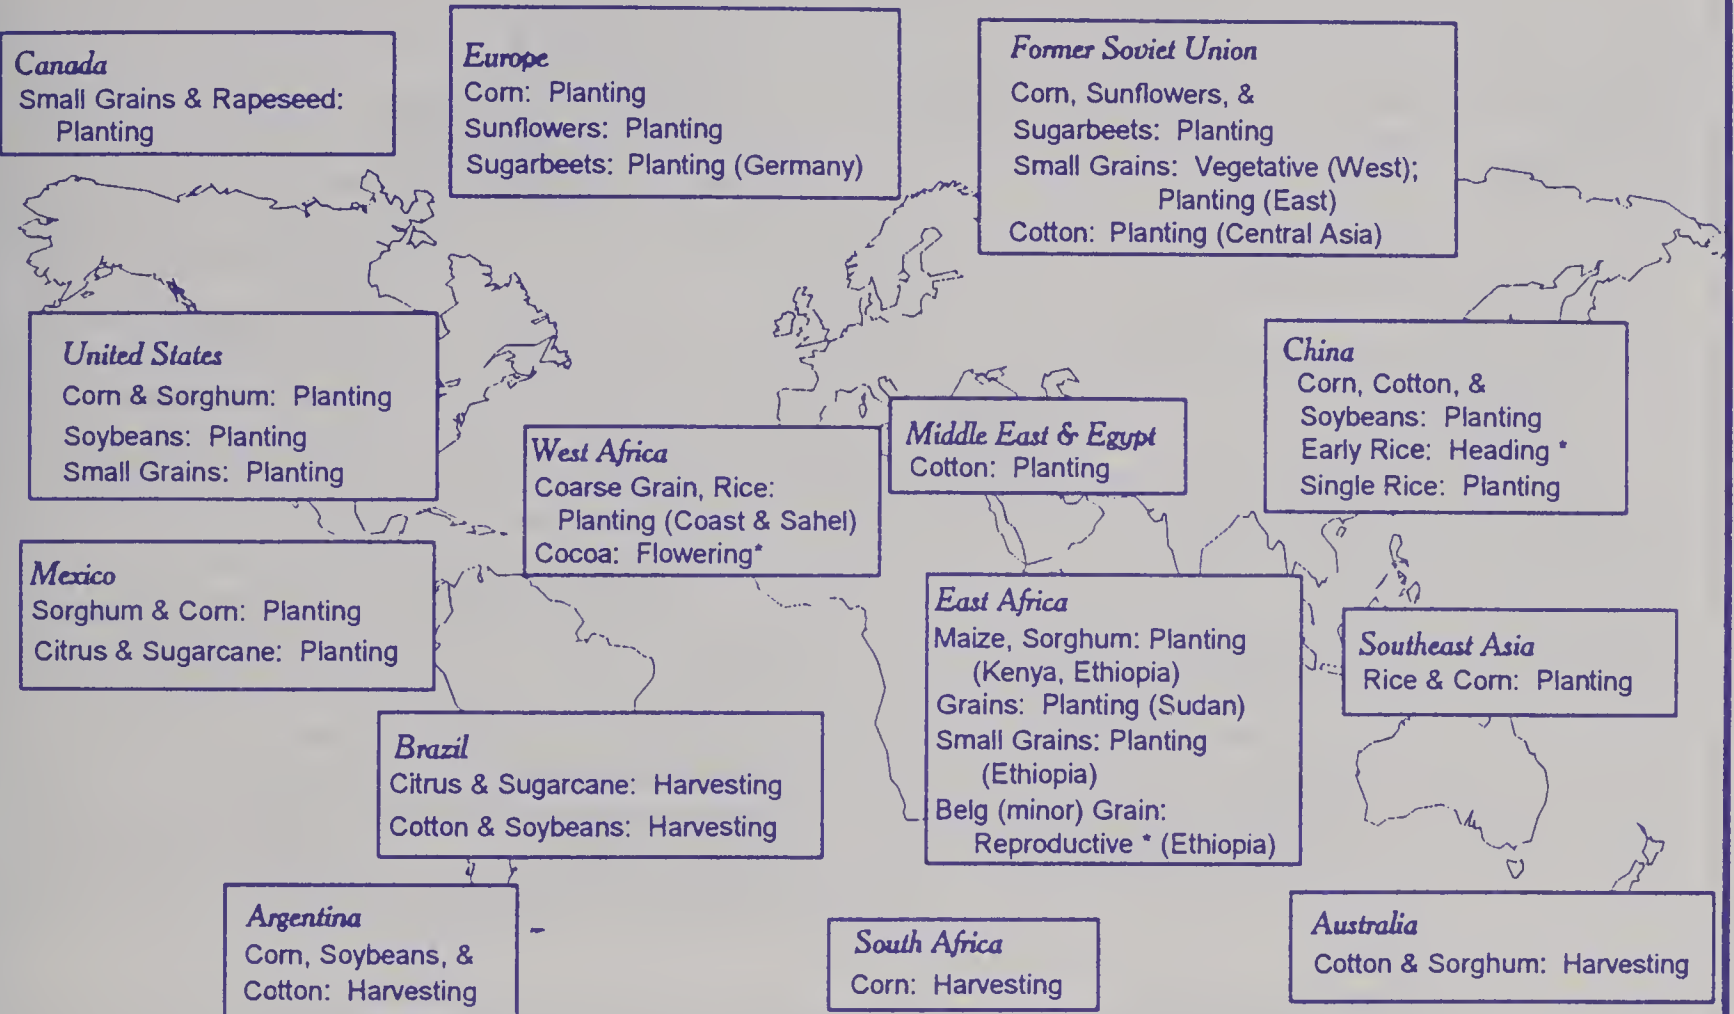 Canada
Small Grains & Rapeseed:
Planting
Europe
Corn: Planting
Sunflowers: Planting
Sugarbeets: Planting (Germany)
Former Soviet Union
Corn, Sunflowers, &
Sugarbeets: Planting
Small Grains: Vegetative (West);
Planting (East)
Cotton: Planting (Central Asia)
United States
Corn & Sorghum: Planting
Soybeans: Planting
Small Grains: Planting
West Africa
Coarse Grain, Rice:
Planting (Coast & Sahel)
Cocoa: Flowering*
Middle East & Egypt
Cotton: Planting
China
Corn, Cotton, &
Soybeans: Planting
Early Rice: Heading *
Single Rice: Planting
Mexico
Sorghum & Corn: Planting
Citrus & Sugarcane: Planting
East Africa
Maize, Sorghum: Planting
(Kenya, Ethiopia)
Grains: Planting (Sudan)
Small Grains: Planting
(Ethiopia)
Belg (minor) Grain:
Reproductive * (Ethiopia)
Southeast Asia
Rice & Corn: Planting
Brazil
Citrus & Sugarcane: Harvesting
Cotton & Soybeans: Harvesting
Argentina
Corn, Soybeans, &
Cotton: Harvesting
South Africa
Corn: Harvesting
Australia
Cotton & Sorghum: Harvesting